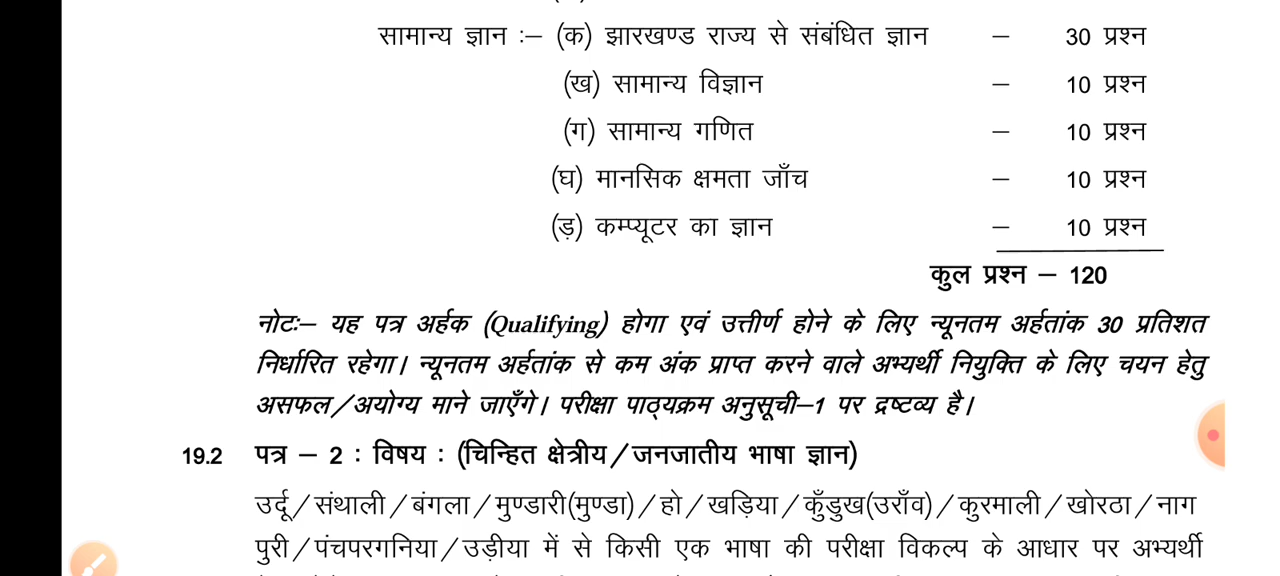 सामान्य ज्ञान :– (क) झारखण्ड राज्य से संबंधित ज्ञान – 30 प्रश्न
(ख) सामान्य विज्ञान – 10 प्रश्न
(ग) सामान्य गणित – 10 प्रश्न
(घ) मानसिक क्षमता जाँच – 10 प्रश्न
(ड़) कम्प्यूटर का ज्ञान – 10 प्रश्न
कुल प्रश्न – 120
नोटः– यह पत्र अर्हक (Qualifying) होगा एवं उत्तीर्ण होने के लिए न्यूनतम अर्हतांक 30 प्रतिशत
निर्धारित रहेगा। न्यूनतम अर्हतांक से कम अंक प्राप्त करने वाले अभ्यर्थी नियुक्ति के लिए चयन हेतु
असफल/अयोग्य माने जाएँगे। परीक्षा पाठ्यक्रम अनुसूची–1 पर द्रष्टव्य है।
19.2 पत्र – 2 : विषय : (चिन्हित क्षेत्रीय/जनजातीय भाषा ज्ञान)
उर्दू/संथाली/बंगला/मुण्डारी(मुण्डा)/हो/खड़िया/कुँडुख(उराँव)/कुरमाली/खोरठा/नाग
पुरी/पंचपरगनिया/उड़ीया में से किसी एक भाषा की परीक्षा विकल्प के आधार पर अभ्यर्थी